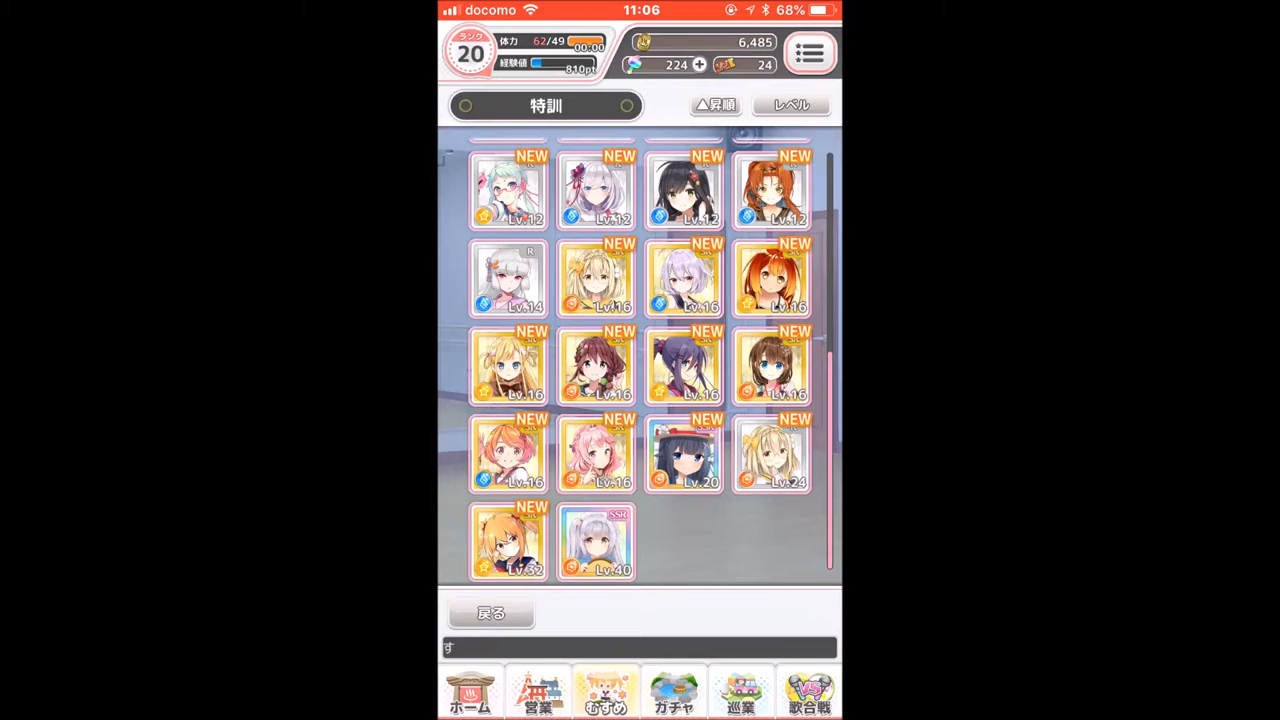 docomo 11:06 68%
ランク 20
体力 62/49 00:00
経験値 810pt
6,485
224 24
特訓 △昇順 レベル
NEW NEW NEW NEW
Lv.12 Lv.12 Lv.12 Lv.12
R NEW NEW NEW
Lv.14 Lv.16 Lv.16 Lv.16
NEW NEW NEW NEW
Lv.16 Lv.16 Lv.16 Lv.16
NEW NEW NEW NEW
Lv.16 Lv.16 Lv.20 Lv.24
NEW SSR
Lv.32 Lv.40
戻る
す
ホーム 営業 むすめ ガチャ 巡業 VS 歌合戦